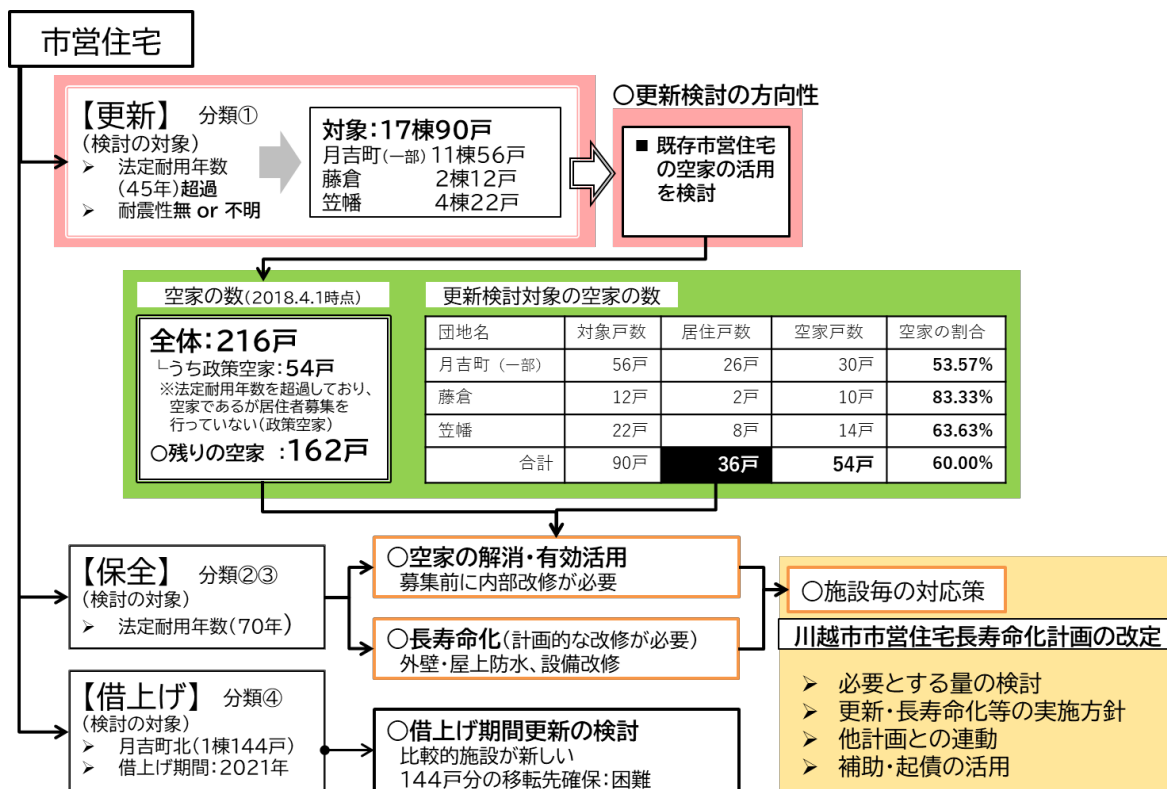 市営住宅
【更新】 分類①
(検討の対象)
➢ 法定耐用年数
(45年)超過
➢ 耐震性無 or 不明
対象:17棟90戸
月吉町(一部) 11棟56戸
藤倉 2棟12戸
笠幡 4棟22戸
○更新検討の方向性
■ 既存市営住宅
の空家の活用
を検討
空家の数(2018.4.1時点)
全体:216戸
└うち政策空家:54戸
※法定耐用年数を超過しており、
空家であるが居住者募集を
行っていない(政策空家)
○残りの空家 :162戸
更新検討対象の空家の数
団地名 対象戸数 居住戸数 空家戸数 空家の割合
月吉町 (一部) 56戸 26戸 30戸 53.57%
藤倉 12戸 2戸 10戸 83.33%
笠幡 22戸 8戸 14戸 63.63%
合計 90戸 36戸 54戸 60.00%
【保全】 分類②③
(検討の対象)
➢ 法定耐用年数(70年)
○空家の解消・有効活用
募集前に内部改修が必要
○長寿命化(計画的な改修が必要)
外壁・屋上防水、設備改修
【借上げ】 分類④
(検討の対象)
➢ 月吉町北(1棟144戸)
➢ 借上げ期間:2021年
○借上げ期間更新の検討
比較的施設が新しい
144戸分の移転先確保:困難
○施設毎の対応策
川越市市営住宅長寿命化計画の改定
➢ 必要とする量の検討
➢ 更新・長寿命化等の実施方針
➢ 他計画との連動
➢ 補助・起債の活用